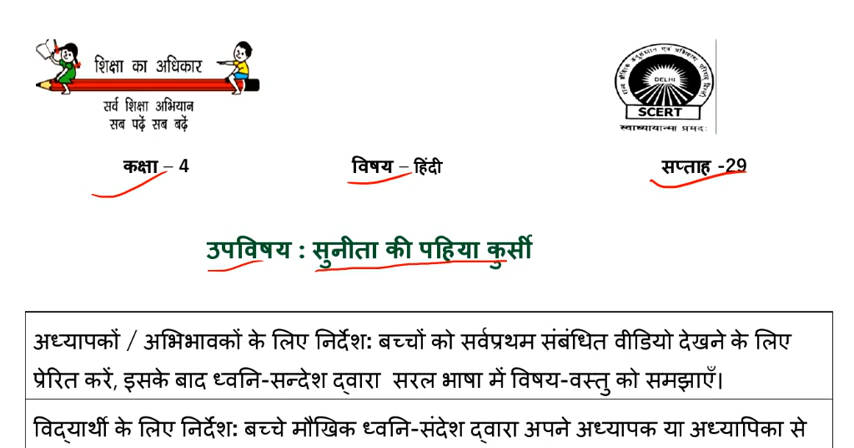 शिक्षा का अधिकार
सर्व शिक्षा अभियान
सब पढ़ें सब बढ़ें
DELHI
SCERT
स्वाध्यायान्मा प्रमदः
कक्षा – 4 विषय – हिंदी सप्ताह -29
उपविषय : सुनीता की पहिया कुर्सी
अध्यापकों / अभिभावकों के लिए निर्देश: बच्चों को सर्वप्रथम संबंधित वीडियो देखने के लिए
प्रेरित करें, इसके बाद ध्वनि-सन्देश द्वारा सरल भाषा में विषय-वस्तु को समझाएँ।
विद्यार्थी के लिए निर्देश: बच्चे मौखिक ध्वनि-संदेश द्वारा अपने अध्यापक या अध्यापिका से